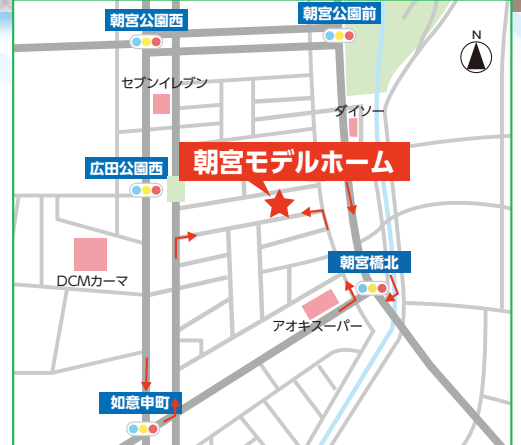 朝宮公園西
朝宮公園前
N
セブンイレブン
ダイソー
朝宮モデルホーム
広田公園西
朝宮橋北
DCMカーマ
アオキスーパー
如意申町